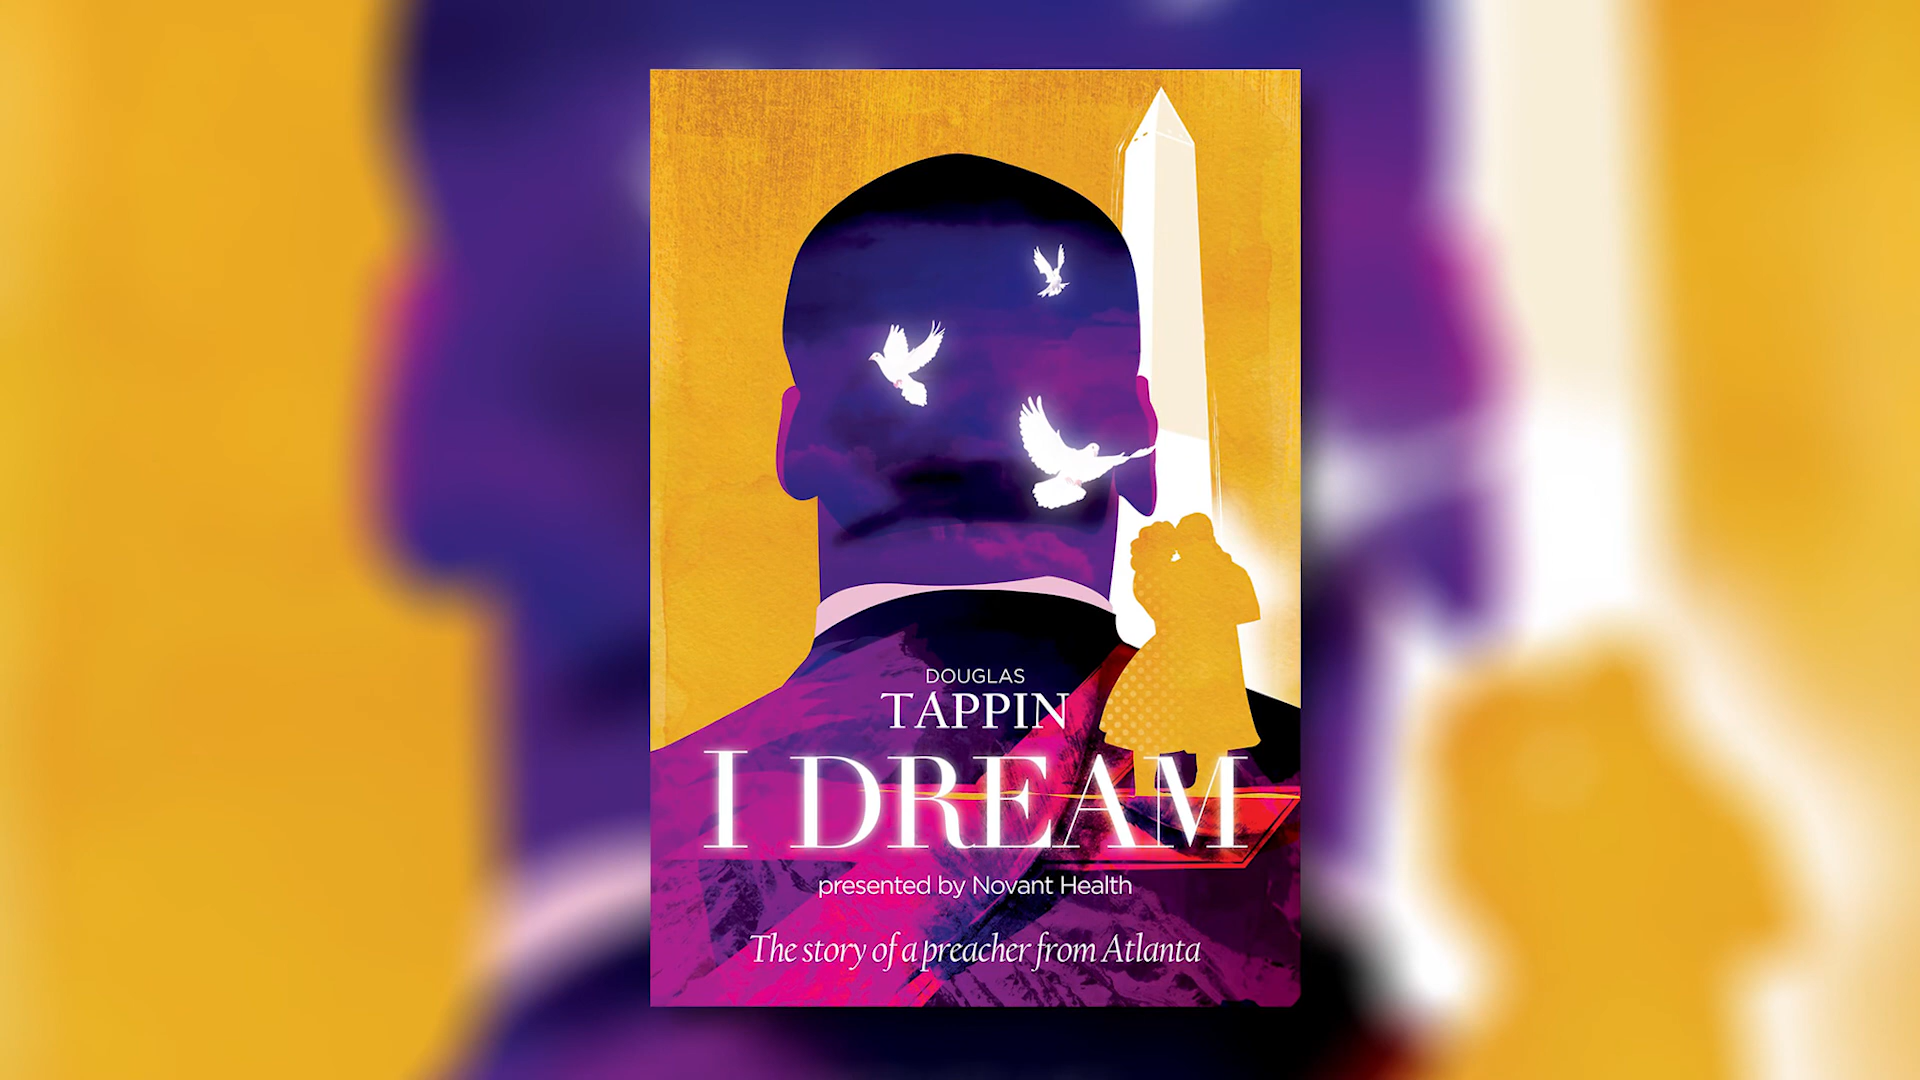 DOUGLAS
TAPPIN
I DREAM
presented by Novant Health
The story of a preacher from Atlanta